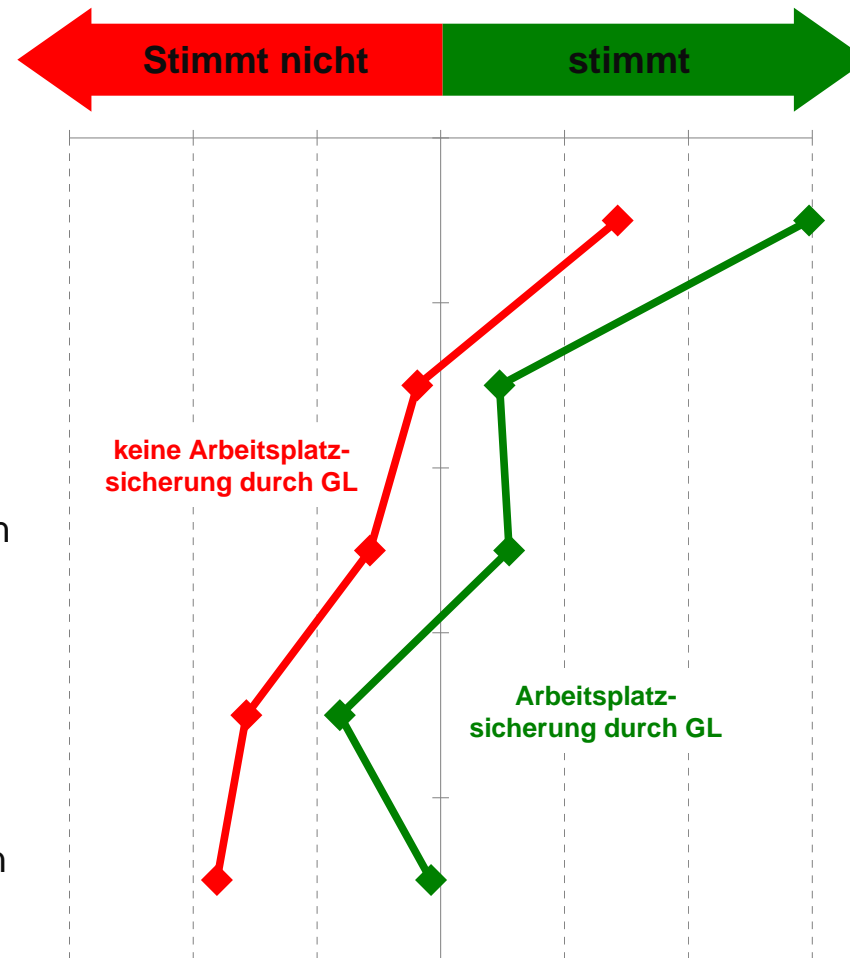 Stimmt nicht
stimmt
keine Arbeitsplatz-
sicherung durch GL
n
Arbeitsplatz-
sicherung durch GL
n